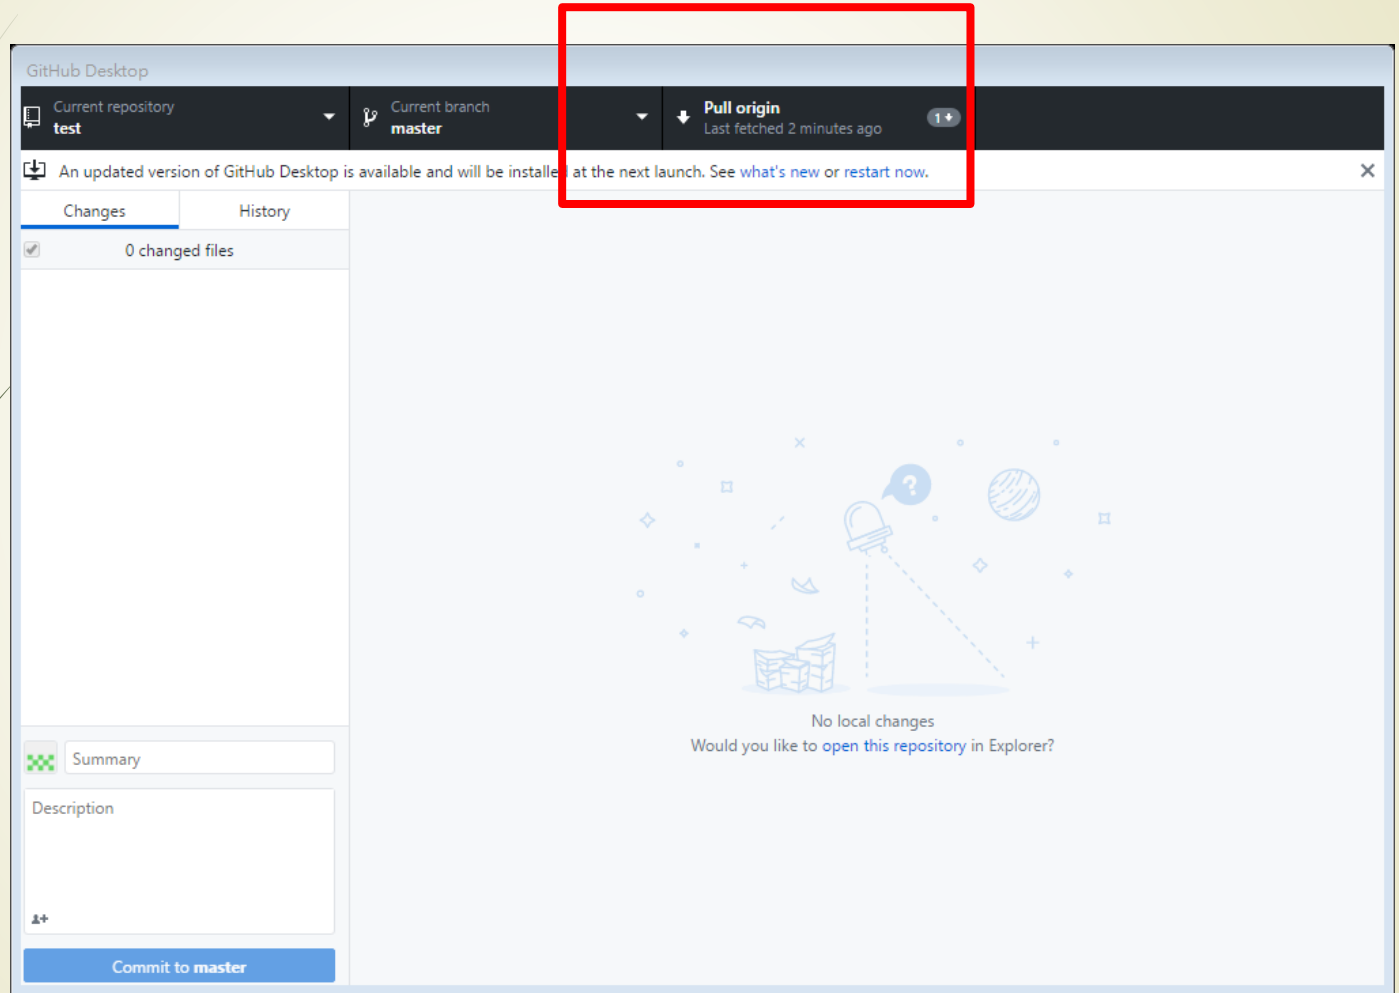 GitHub Desktop
Current repository
test
Current branch
master
Pull origin
Last fetched 2 minutes ago
1
An updated version of GitHub Desktop is available and will be installed at the next launch. See what's new or restart now.
Changes
History
0 changed files
?
No local changes
Would you like to open this repository in Explorer?
Summary
Description
Commit to master